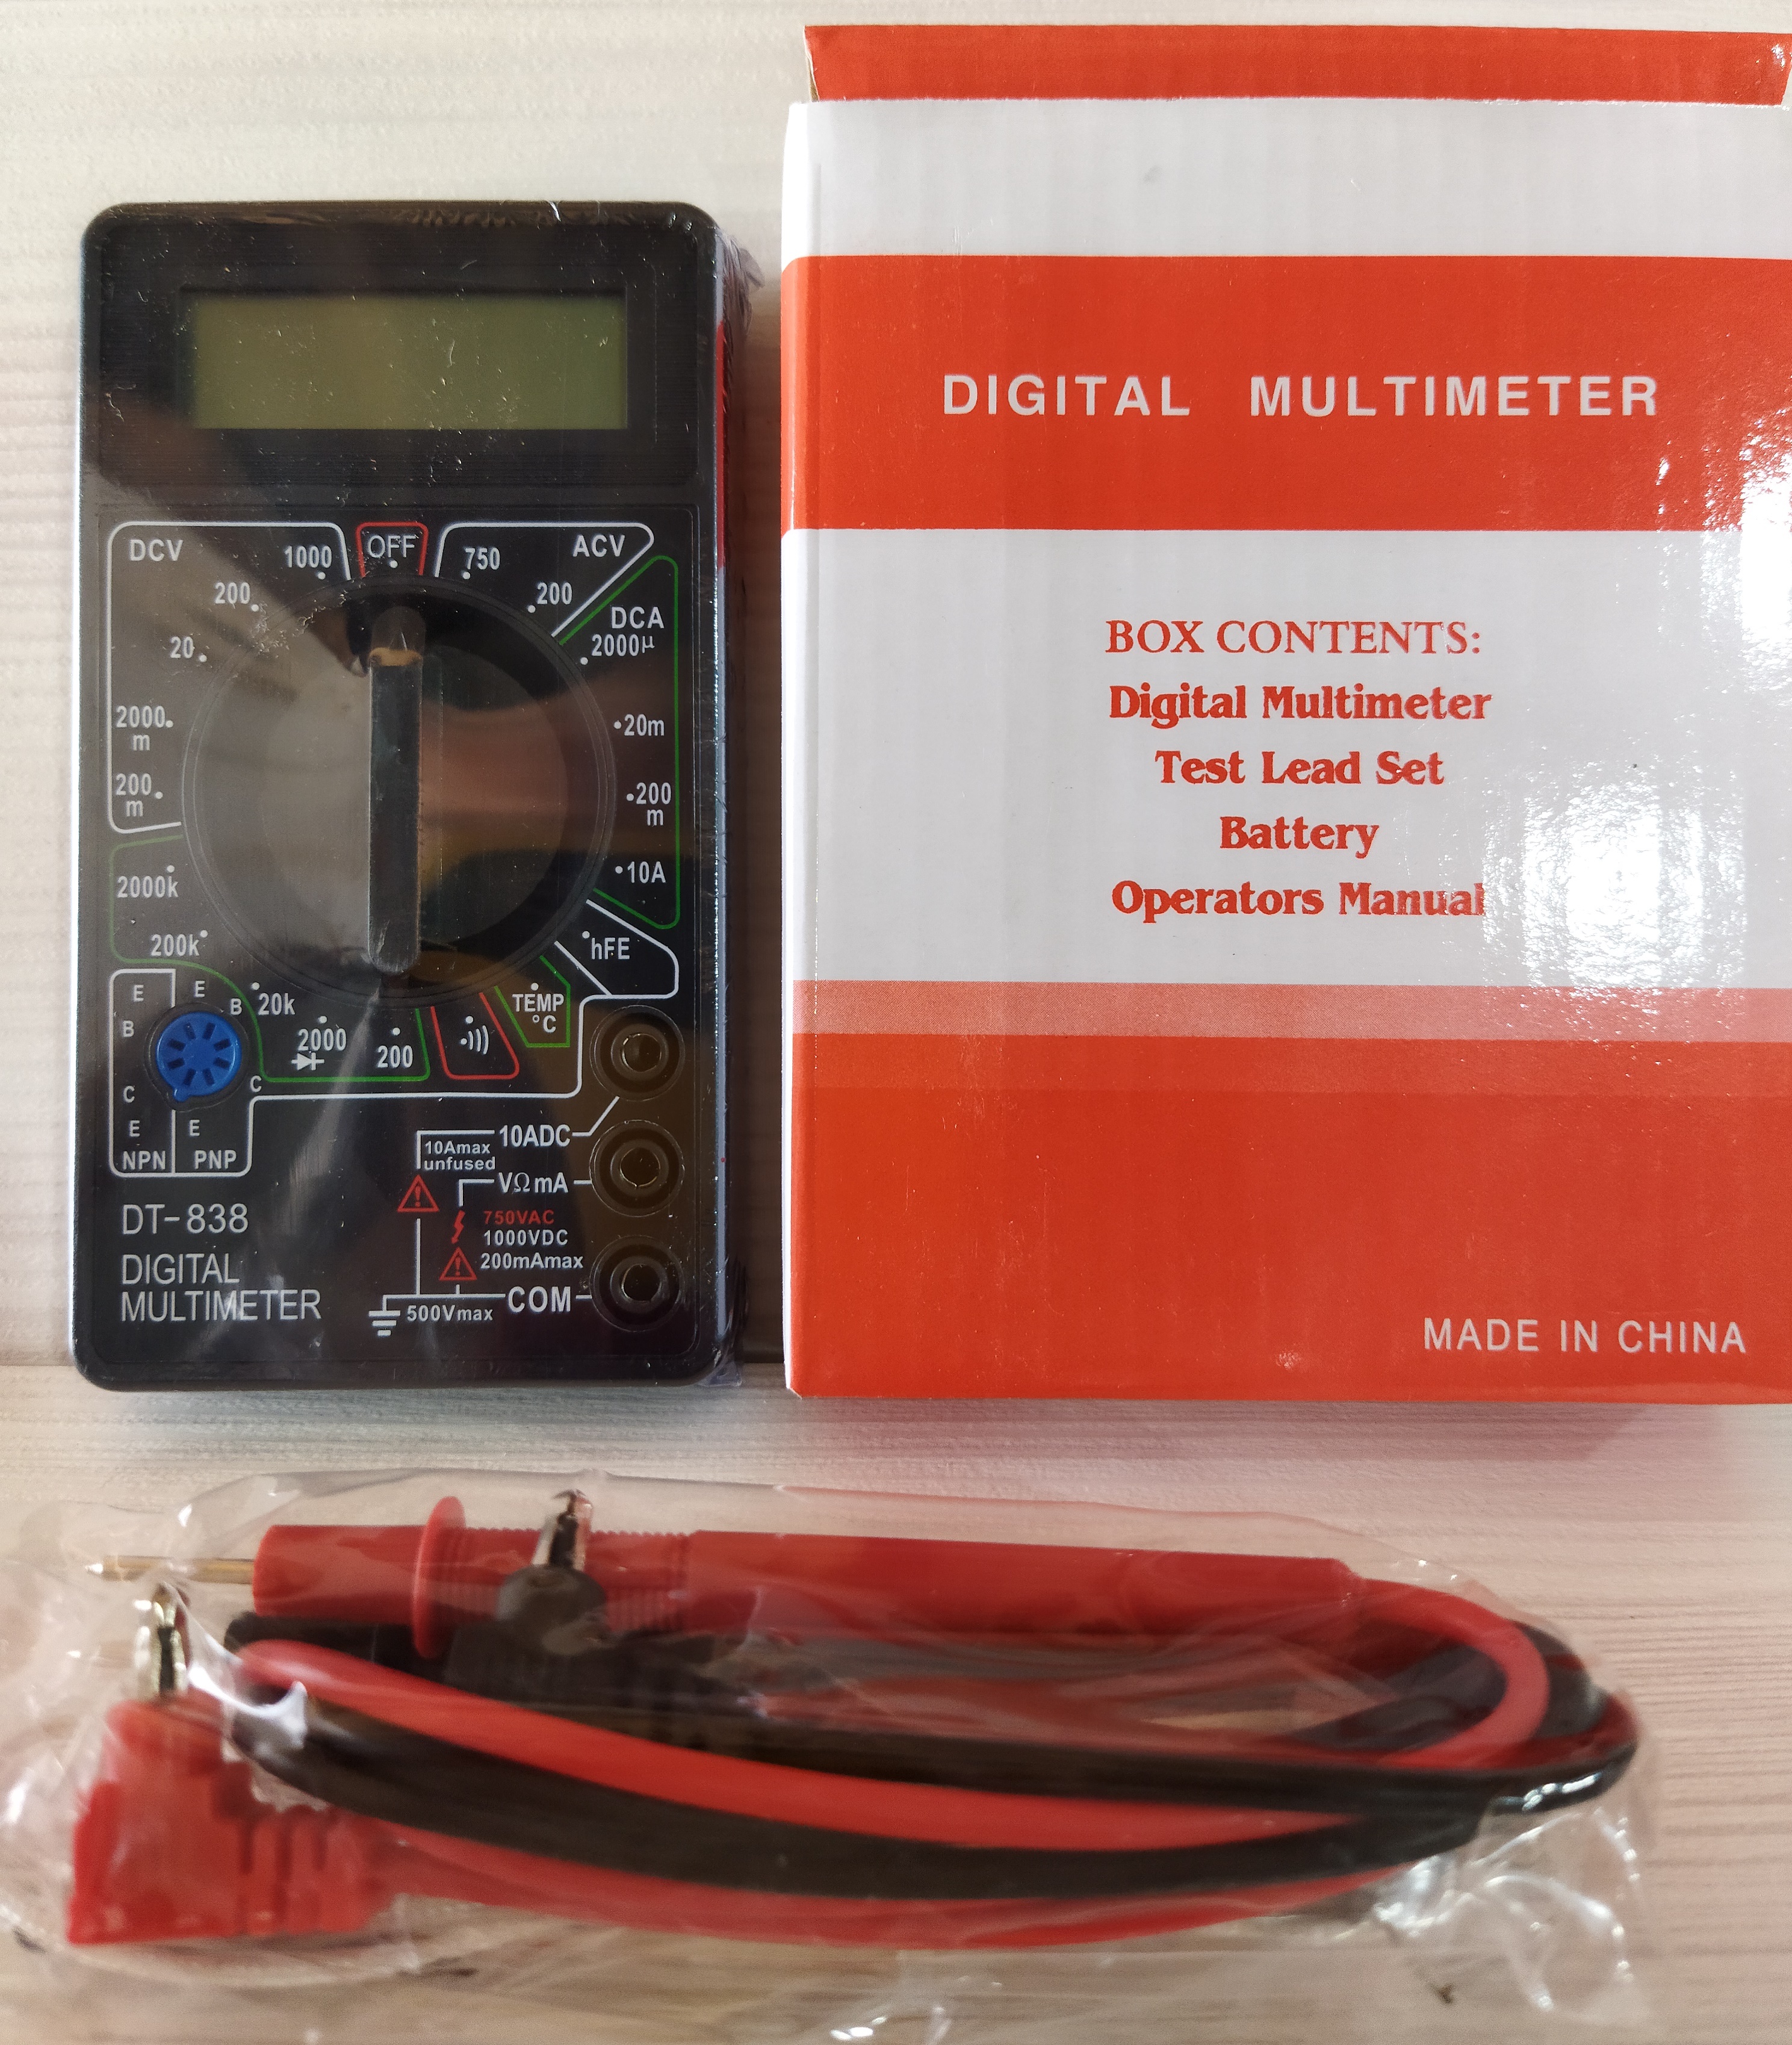 DCV
1000
OFF
750
ACV
200
200
DCA
20
2000µ
2000
m
20m
200
m
200
m
2000k
10A
200k
hFE
E
E
B
20k
TEMP
°C
B
2000
200
C
C
E
E
NPN
PNP
10ADC
10Amax
unfused
VΩmA
750VAC
1000VDC
200mAmax
COM
500Vmax
DT-838
DIGITAL
MULTIMETER
DIGITAL MULTIMETER
BOX CONTENTS:
Digital Multimeter
Test Lead Set
Battery
Operators Manual
MADE IN CHINA